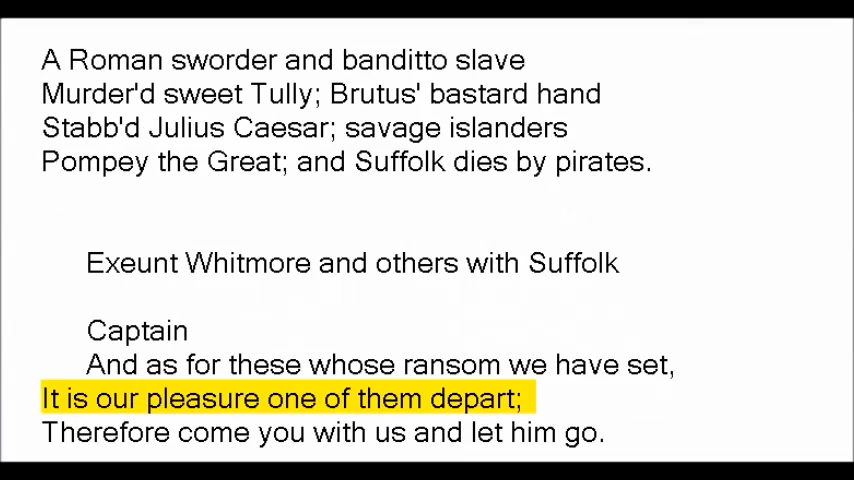 A Roman sworder and banditto slave
Murder'd sweet Tully; Brutus' bastard hand
Stabb'd Julius Caesar; savage islanders
Pompey the Great; and Suffolk dies by pirates.
Exeunt Whitmore and others with Suffolk
Captain
And as for these whose ransom we have set,
It is our pleasure one of them depart;
Therefore come you with us and let him go.